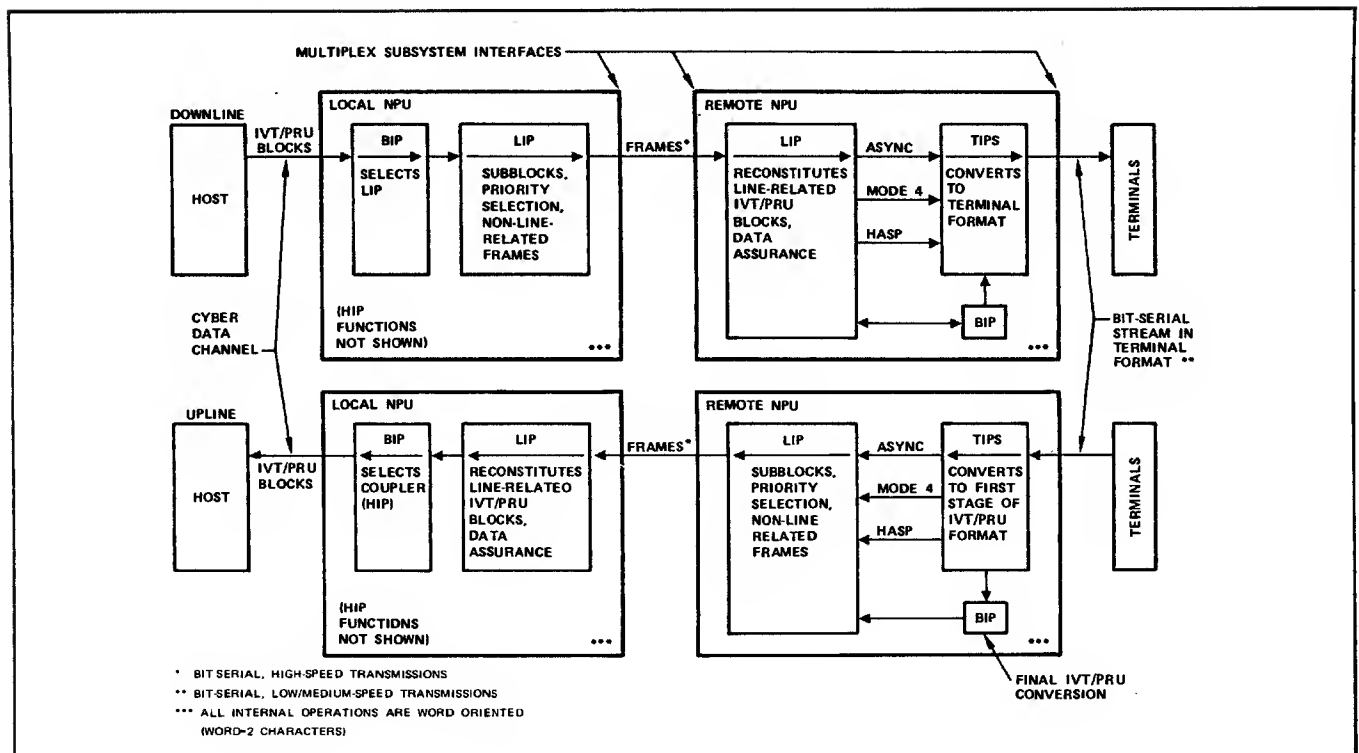 MULTIPLEX SUBSYSTEM INTERFACES
DOWNLINE
HOST
IVT/PRU
BLOCKS
LOCAL NPU
BIP
SELECTS
LIP
LIP
SUBBLOCKS,
PRIORITY
SELECTION,
NON-LINE-
RELATED
FRAMES
(HIP
FUNCTIONS
NOT SHOWN)
***
FRAMES*
REMOTE NPU
LIP
RECONSTITUTES
LINE-RELATED
IVT/PRU
BLOCKS,
DATA
ASSURANCE
ASYNC
MODE 4
HASP
TIPS
CONVERTS
TO
TERMINAL
FORMAT
BIP
***
TERMINALS
CYBER
DATA
CHANNEL
BIT-SERIAL
STREAM IN
TERMINAL
FORMAT **
UPLINE
HOST
IVT/PRU
BLOCKS
LOCAL NPU
BIP
SELECTS
COUPLER
(HIP)
LIP
RECONSTITUTES
LINE-RELATED
IVT/PRU
BLOCKS,
DATA
ASSURANCE
(HIP
FUNCTIONS
NOT SHOWN)
***
FRAMES*
REMOTE NPU
LIP
SUBBLOCKS,
PRIORITY
SELECTION,
NON-LINE
RELATED
FRAMES
ASYNC
MODE 4
HASP
TIPS
CONVERTS
TO FIRST
STAGE OF
IVT/PRU
FORMAT
BIP
***
TERMINALS
FINAL IVT/PRU
CONVERSION
* BIT SERIAL, HIGH-SPEED TRANSMISSIONS
** BIT-SERIAL, LOW/MEDIUM-SPEED TRANSMISSIONS
*** ALL INTERNAL OPERATIONS ARE WORD ORIENTED
(WORD=2 CHARACTERS)